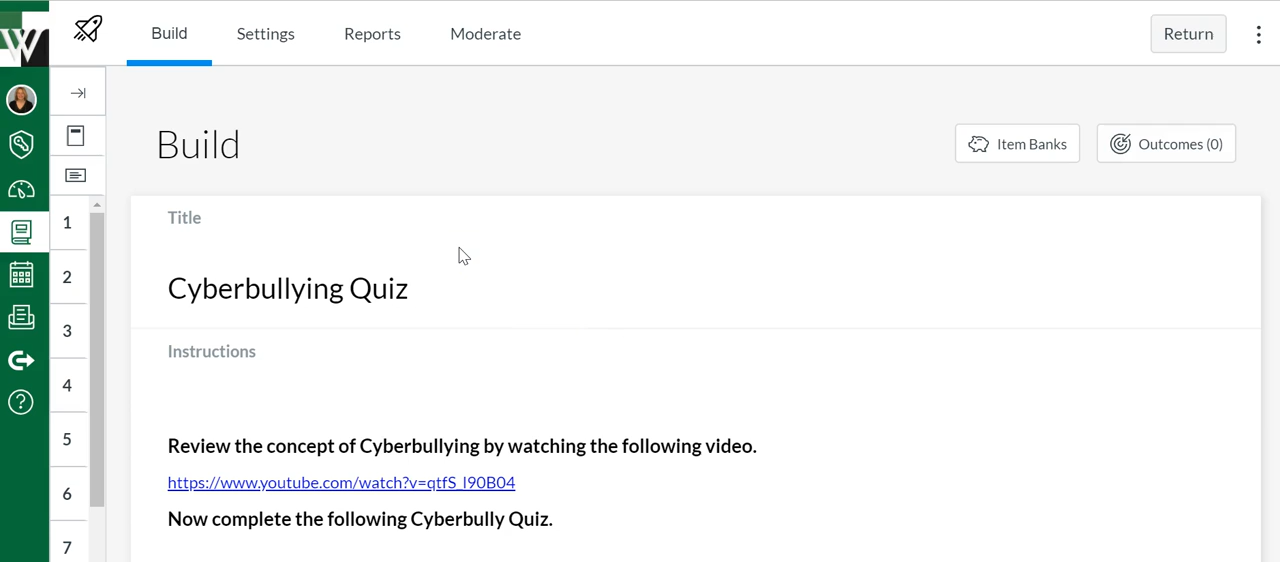 W
Build Settings Reports Moderate Return
Build
Item Banks
Outcomes (0)
1
2
3
4
5
6
7
Title
Cyberbullying Quiz
Instructions
Review the concept of Cyberbullying by watching the following video.
https://www.youtube.com/watch?v=qtfS_l90B04
Now complete the following Cyberbully Quiz.